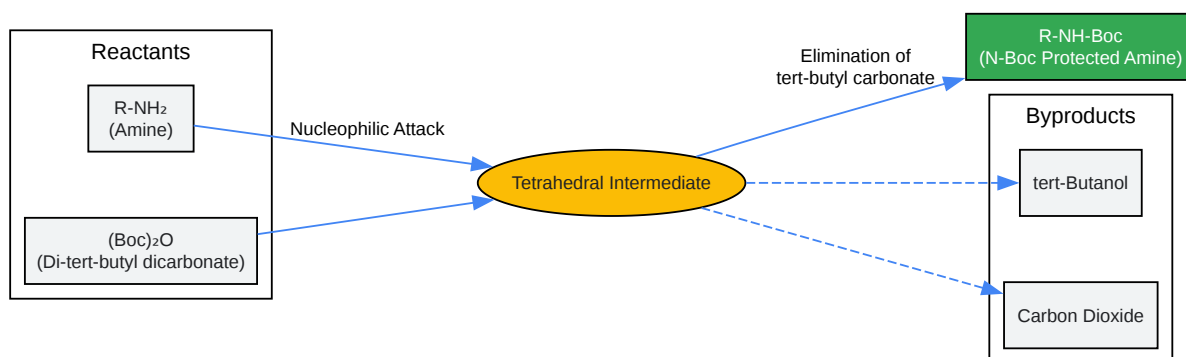 Reactants
R-NH₂
(Amine)
(Boc)₂O
(Di-tert-butyl dicarbonate)
Nucleophilic Attack
Tetrahedral Intermediate
Elimination of
tert-butyl carbonate
R-NH-Boc
(N-Boc Protected Amine)
Byproducts
tert-Butanol
Carbon Dioxide